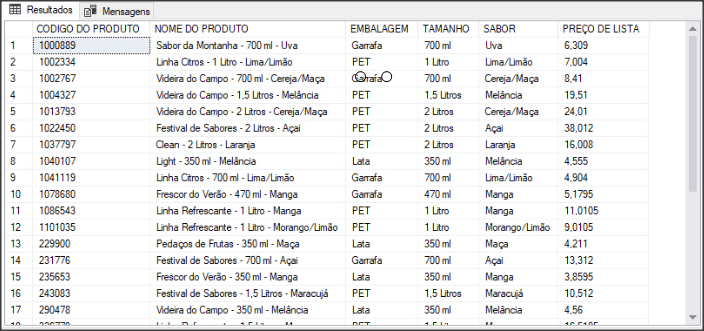 Resultados Mensagens
CODIGO DO PRODUTO NOME DO PRODUTO EMBALAGEM TAMANHO SABOR PREÇO DE LISTA
1 1000889 Sabor da Montanha - 700 ml - Uva Garrafa 700 ml Uva 6,309
2 1002334 Linha Citros - 1 Litro - Lima/Limão PET 1 Litro Lima/Limão 7,004
3 1002767 Videira do Campo - 700 ml - Cereja/Maça Garrafa 700 ml Cereja/Maça 8,41
4 1004327 Videira do Campo - 1,5 Litros - Melância PET 1,5 Litros Melância 19,51
5 1013793 Videira do Campo - 2 Litros - Cereja/Maça PET 2 Litros Cereja/Maça 24,01
6 1022450 Festival de Sabores - 2 Litros - Açai PET 2 Litros Açai 38,012
7 1037797 Clean - 2 Litros - Laranja PET 2 Litros Laranja 16,008
8 1040107 Light - 350 ml - Melância Lata 350 ml Melância 4,555
9 1041119 Linha Citros - 700 ml - Lima/Limão Garrafa 700 ml Lima/Limão 4,904
10 1078680 Frescor do Verão - 470 ml - Manga Garrafa 470 ml Manga 5,1795
11 1086543 Linha Refrescante - 1 Litro - Manga PET 1 Litro Manga 11,0105
12 1101035 Linha Refrescante - 1 Litro - Morango/Limão PET 1 Litro Morango/Limão 9,0105
13 229900 Pedaços de Frutas - 350 ml - Maça Lata 350 ml Maça 4,211
14 231776 Festival de Sabores - 700 ml - Açai Garrafa 700 ml Açai 13,312
15 235653 Frescor do Verão - 350 ml - Manga Lata 350 ml Manga 3,8595
16 243083 Festival de Sabores - 1,5 Litros - Maracujá PET 1,5 Litros Maracujá 10,512
17 290478 Videira do Campo - 350 ml - Melância Lata 350 ml Melância 4,56